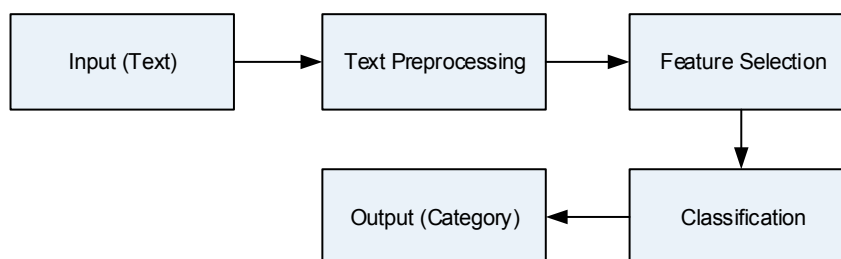 Input (Text)
Text Preprocessing
Feature Selection
Classification
Output (Category)